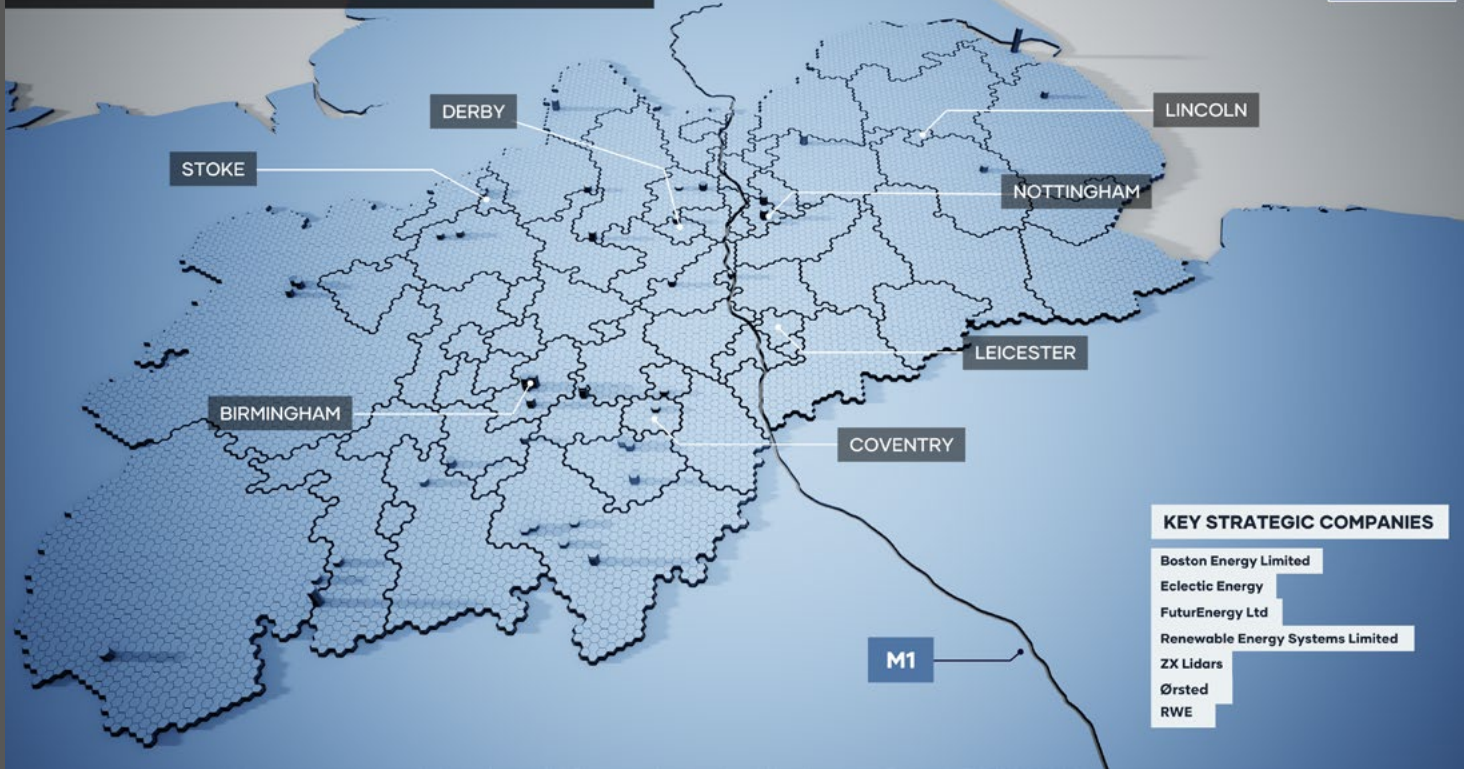 DERBY
LINCOLN
STOKE
NOTTINGHAM
LEICESTER
BIRMINGHAM
COVENTRY
KEY STRATEGIC COMPANIES
Boston Energy Limited
Eclectic Energy
FuturEnergy Ltd
Renewable Energy Systems Limited
M1
ZX Lidars
Ørsted
RWE